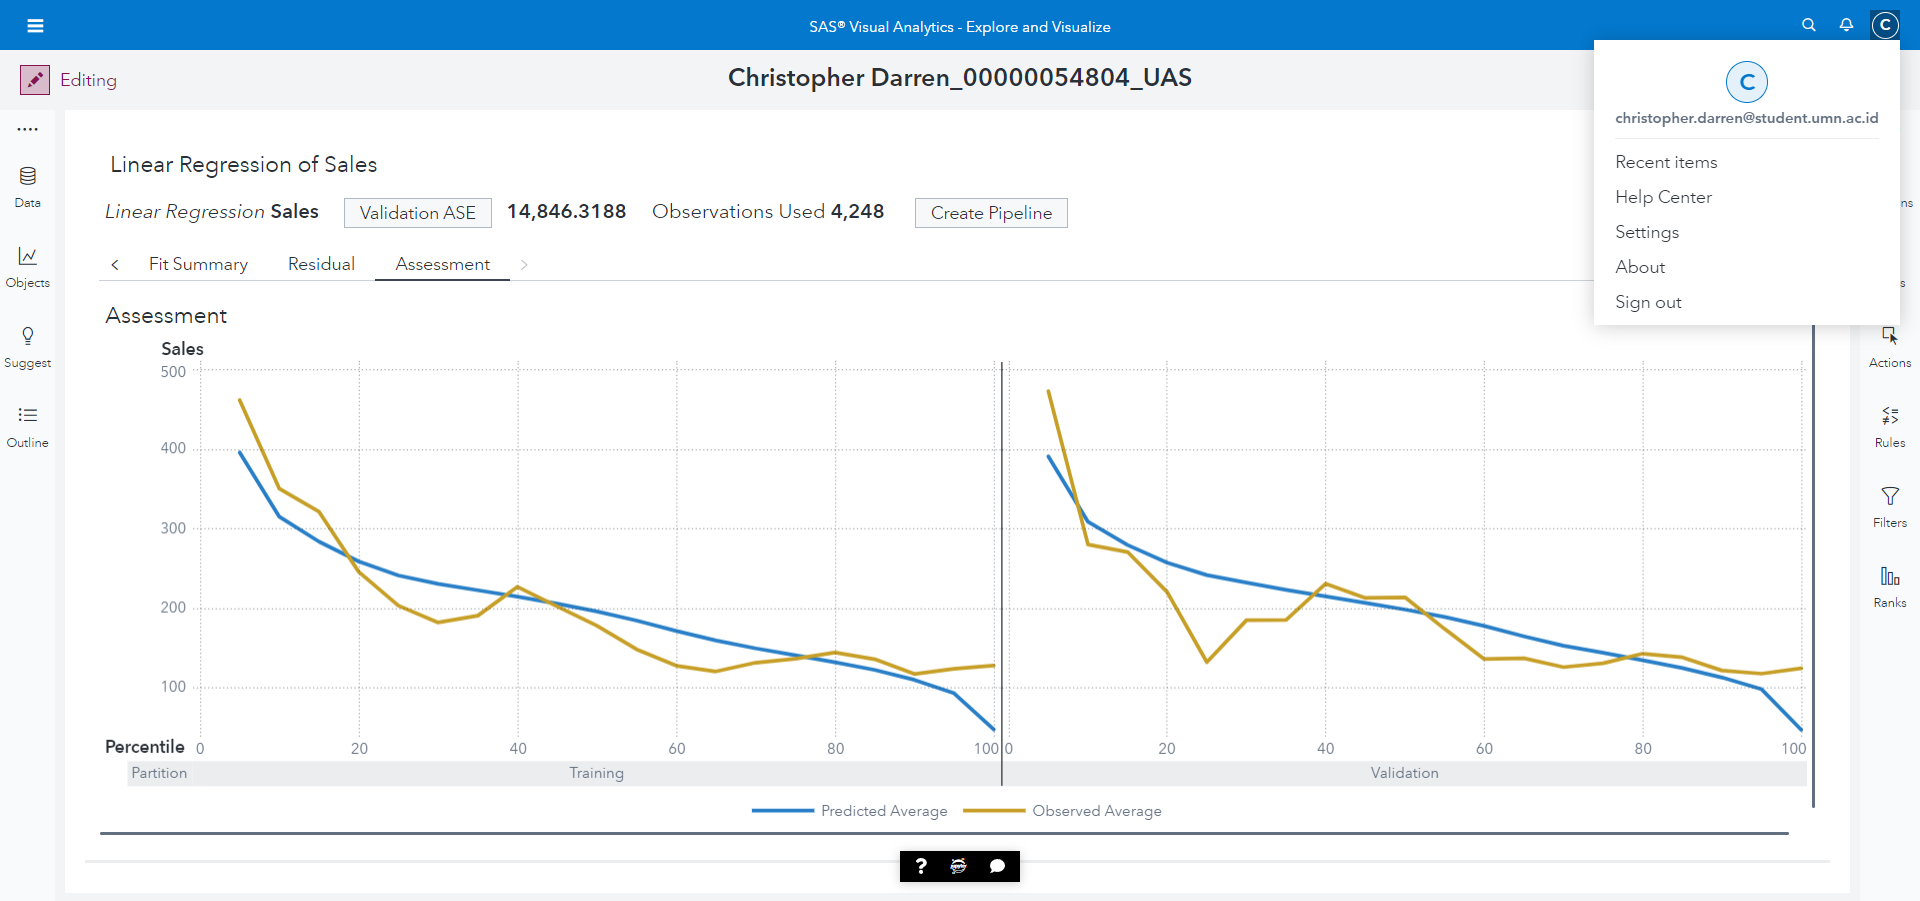 SAS® Visual Analytics - Explore and Visualize
C
Editing
Christopher Darren_00000054804_UAS
C
christopher.darren@student.umn.ac.id
Recent items
Help Center
Settings
About
Sign out
Data
Objects
Suggest
Outline
ns
s
Actions
Rules
Filters
Ranks
Linear Regression of Sales
Linear Regression Sales Validation ASE 14,846.3188 Observations Used 4,248 Create Pipeline
Fit Summary Residual Assessment
Assessment
Sales
500
400
300
200
100
Percentile 0 20 40 60 80 100 0 20 40 60 80 100
Partition Training Validation
Predicted Average Observed Average
?